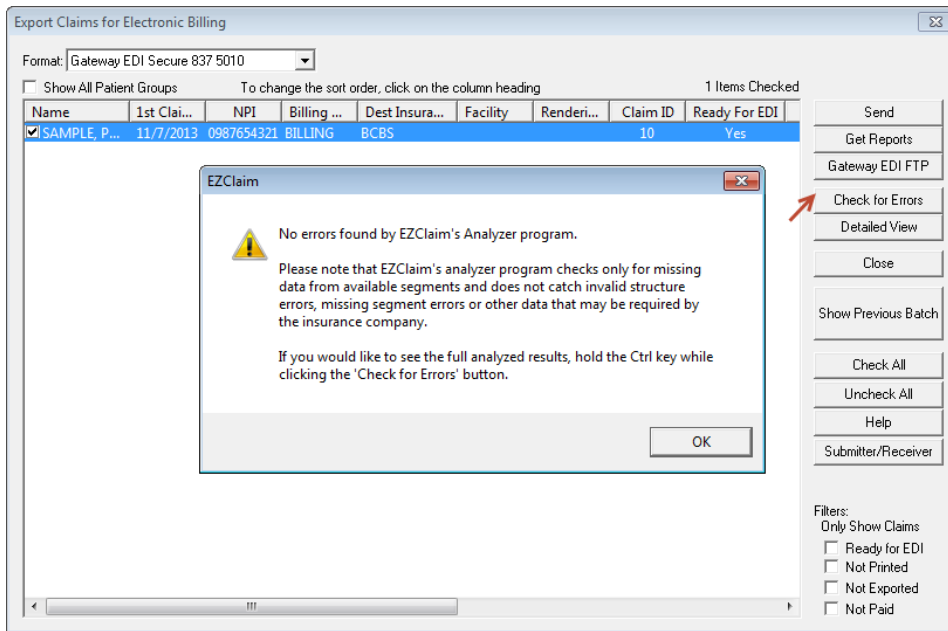 Export Claims for Electronic Billing
Format: Gateway EDI Secure 837 5010
Show All Patient Groups To change the sort order, click on the column heading 1 Items Checked
Name 1st Clai... NPI Billing ... Dest Insura... Facility Renderi... Claim ID Ready For EDI
SAMPLE, P... 11/7/2013 0987654321 BILLING BCBS 10 Yes
Send
Get Reports
Gateway EDI FTP
Check for Errors
Detailed View
Close
Show Previous Batch
Check All
Uncheck All
Help
Submitter/Receiver
Filters:
Only Show Claims
Ready for EDI
Not Printed
Not Exported
Not Paid
EZClaim
No errors found by EZClaim's Analyzer program.
Please note that EZClaim's analyzer program checks only for missing
data from available segments and does not catch invalid structure
errors, missing segment errors or other data that may be required by
the insurance company.
If you would like to see the full analyzed results, hold the Ctrl key while
clicking the 'Check for Errors' button.
OK